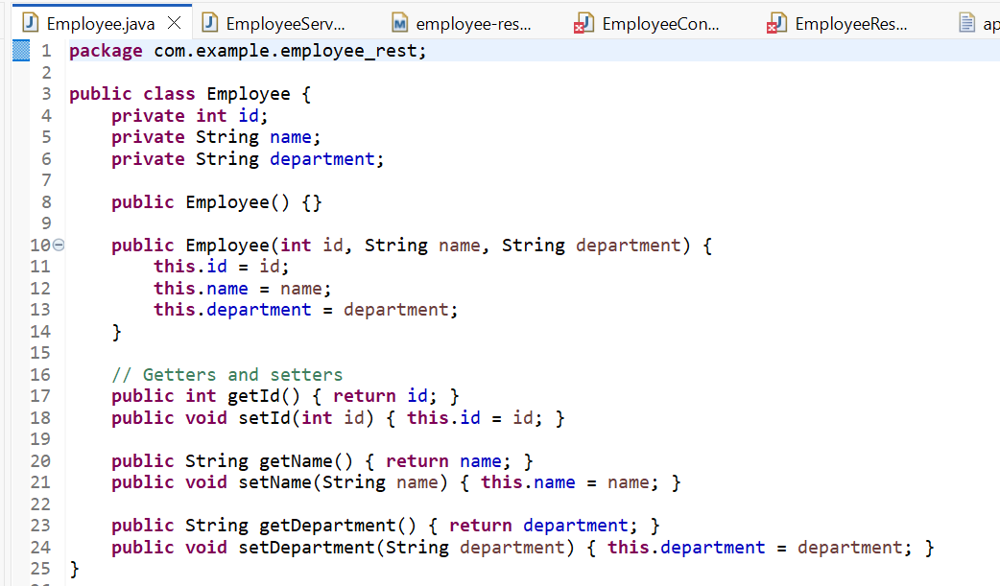 Employee.java EmployeeServ... employee-res... EmployeeCon... EmployeeRes... ap
1 package com.example.employee_rest;
2
3 public class Employee {
4     private int id;
5     private String name;
6     private String department;
7
8     public Employee() {}
9
10     public Employee(int id, String name, String department) {
11         this.id = id;
12         this.name = name;
13         this.department = department;
14     }
15
16     // Getters and setters
17     public int getId() { return id; }
18     public void setId(int id) { this.id = id; }
19
20     public String getName() { return name; }
21     public void setName(String name) { this.name = name; }
22
23     public String getDepartment() { return department; }
24     public void setDepartment(String department) { this.department = department; }
25 }